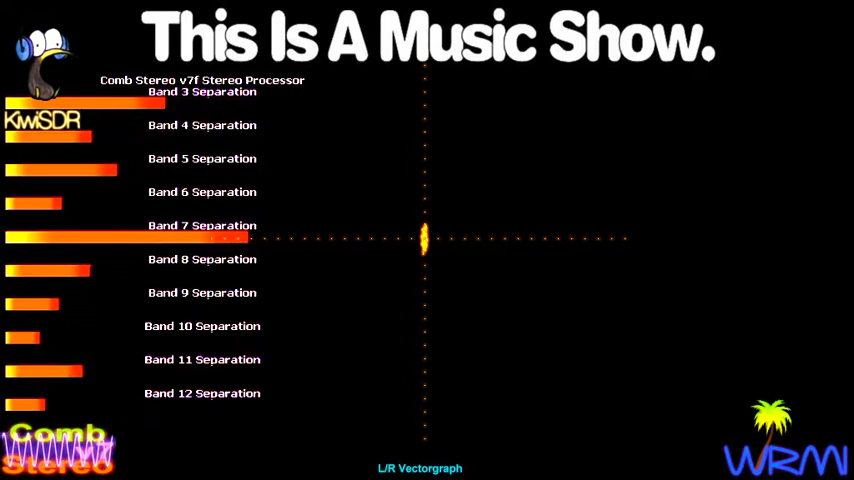 This Is A Music Show.
Comb Stereo v7f Stereo Processor
Band 3 Separation
KiwiSDR
Band 4 Separation
Band 5 Separation
Band 6 Separation
Band 7 Separation
Band 8 Separation
Band 9 Separation
Band 10 Separation
Band 11 Separation
Band 12 Separation
Comb
v7
Stereo
L/R Vectorgraph
WRMI